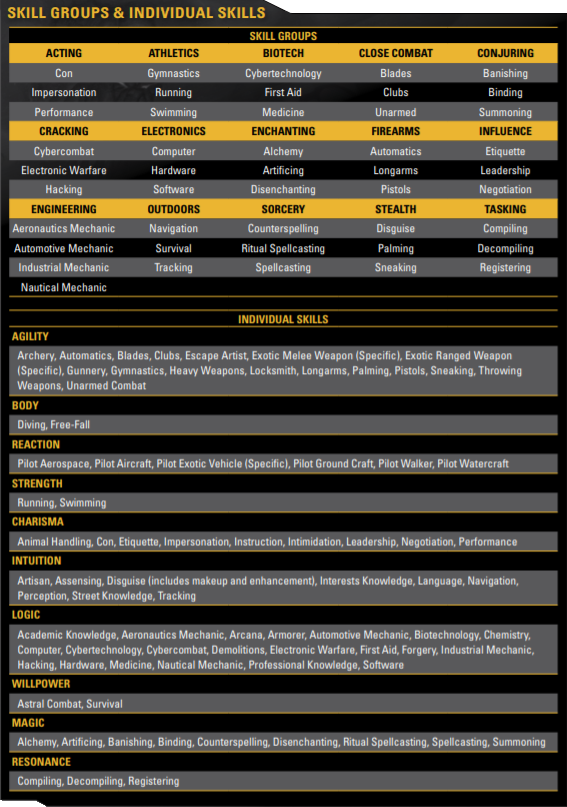 SKILL GROUPS & INDIVIDUAL SKILLS
SKILL GROUPS
ACTING ATHLETICS BIOTECH CLOSE COMBAT CONJURING
Con Gymnastics Cybertechnology Blades Banishing
Impersonation Running First Aid Clubs Binding
Performance Swimming Medicine Unarmed Summoning
CRACKING ELECTRONICS ENCHANTING FIREARMS INFLUENCE
Cybercombat Computer Alchemy Automatics Etiquette
Electronic Warfare Hardware Artificing Longarms Leadership
Hacking Software Disenchanting Pistols Negotiation
ENGINEERING OUTDOORS SORCERY STEALTH TASKING
Aeronautics Mechanic Navigation Counterspelling Disguise Compiling
Automotive Mechanic Survival Ritual Spellcasting Palming Decompiling
Industrial Mechanic Tracking Spellcasting Sneaking Registering
Nautical Mechanic
INDIVIDUAL SKILLS
AGILITY
Archery, Automatics, Blades, Clubs, Escape Artist, Exotic Melee Weapon (Specific), Exotic Ranged Weapon
(Specific), Gunnery, Gymnastics, Heavy Weapons, Locksmith, Longarms, Palming, Pistols, Sneaking, Throwing
Weapons, Unarmed Combat
BODY
Diving, Free-Fall
REACTION
Pilot Aerospace, Pilot Aircraft, Pilot Exotic Vehicle (Specific), Pilot Ground Craft, Pilot Walker, Pilot Watercraft
STRENGTH
Running, Swimming
CHARISMA
Animal Handling, Con, Etiquette, Impersonation, Instruction, Intimidation, Leadership, Negotiation, Performance
INTUITION
Artisan, Assensing, Disguise (includes makeup and enhancement), Interests Knowledge, Language, Navigation,
Perception, Street Knowledge, Tracking
LOGIC
Academic Knowledge, Aeronautics Mechanic, Arcana, Armorer, Automotive Mechanic, Biotechnology, Chemistry,
Computer, Cybertechnology, Cybercombat, Demolitions, Electronic Warfare, First Aid, Forgery, Industrial Mechanic,
Hacking, Hardware, Medicine, Nautical Mechanic, Professional Knowledge, Software
WILLPOWER
Astral Combat, Survival
MAGIC
Alchemy, Artificing, Banishing, Binding, Counterspelling, Disenchanting, Ritual Spellcasting, Spellcasting, Summoning
RESONANCE
Compiling, Decompiling, Registering